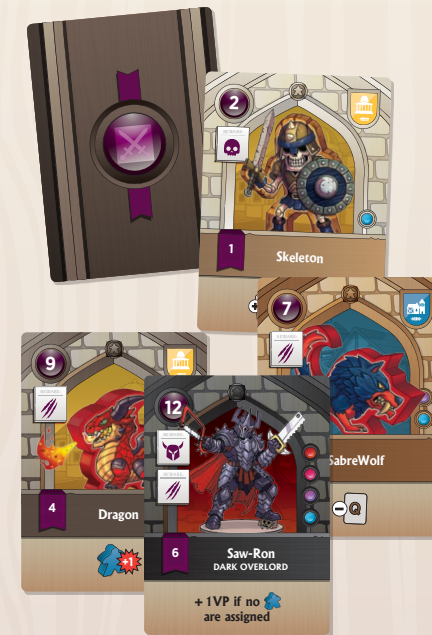 2
1
Skeleton
7
SabreWolf
Q
9
4
Dragon
+1
12
6
Saw-Ron
DARK OVERLORD
+ 1VP if no
are assigned